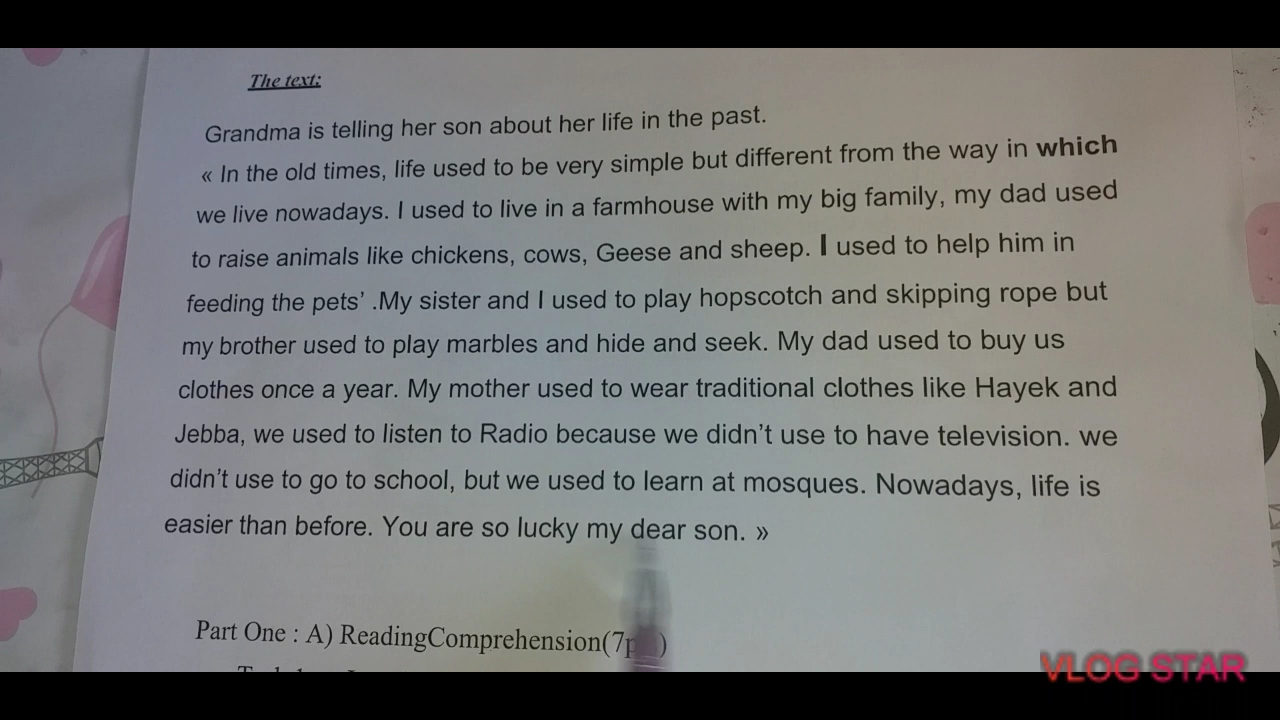 The text:
Grandma is telling her son about her life in the past.
« In the old times, life used to be very simple but different from the way in which
we live nowadays. I used to live in a farmhouse with my big family, my dad used
to raise animals like chickens, cows, Geese and sheep. I used to help him in
feeding the pets’ .My sister and I used to play hopscotch and skipping rope but
my brother used to play marbles and hide and seek. My dad used to buy us
clothes once a year. My mother used to wear traditional clothes like Hayek and
Jebba, we used to listen to Radio because we didn’t use to have television. we
didn’t use to go to school, but we used to learn at mosques. Nowadays, life is
easier than before. You are so lucky my dear son. »
Part One : A) ReadingComprehension(7p )
VLOG STAR